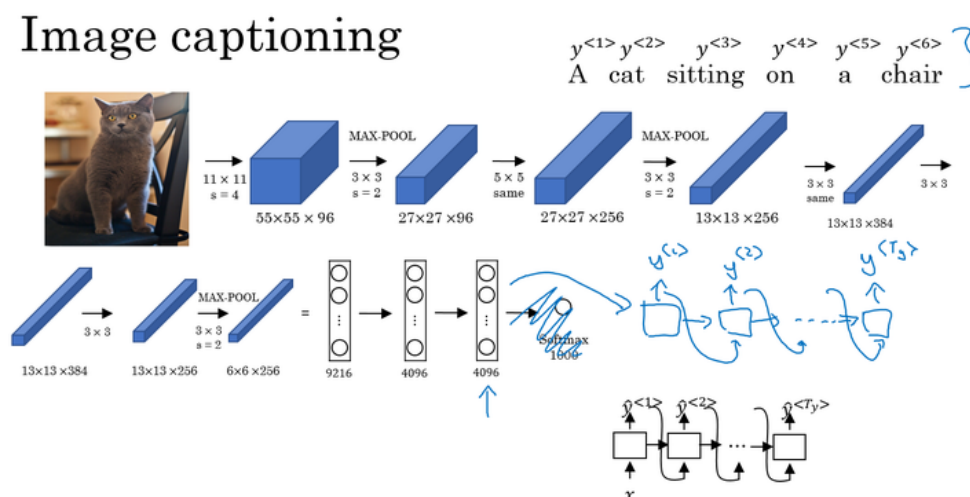 Image captioning
y<1> y<2> y<3> y<4> y<5> y<6>
A cat sitting on a chair
MAX-POOL MAX-POOL
11 × 11 3 × 3 5 × 5 3 × 3 3 × 3 3 × 3
s = 4 s = 2 same s = 2 same
55×55 × 96 27×27 ×96 27×27 ×256 13×13 ×256 13×13 ×384
y<1> y<2> y<Ty>
MAX-POOL
3 × 3 3 × 3 = ⋮ ⋮ ⋮
s = 2
Softmax
1000
13×13 ×384 13×13 ×256 6×6 ×256 9216 4096 4096
ŷ<1> ŷ<2> ŷ<Ty>
...
x